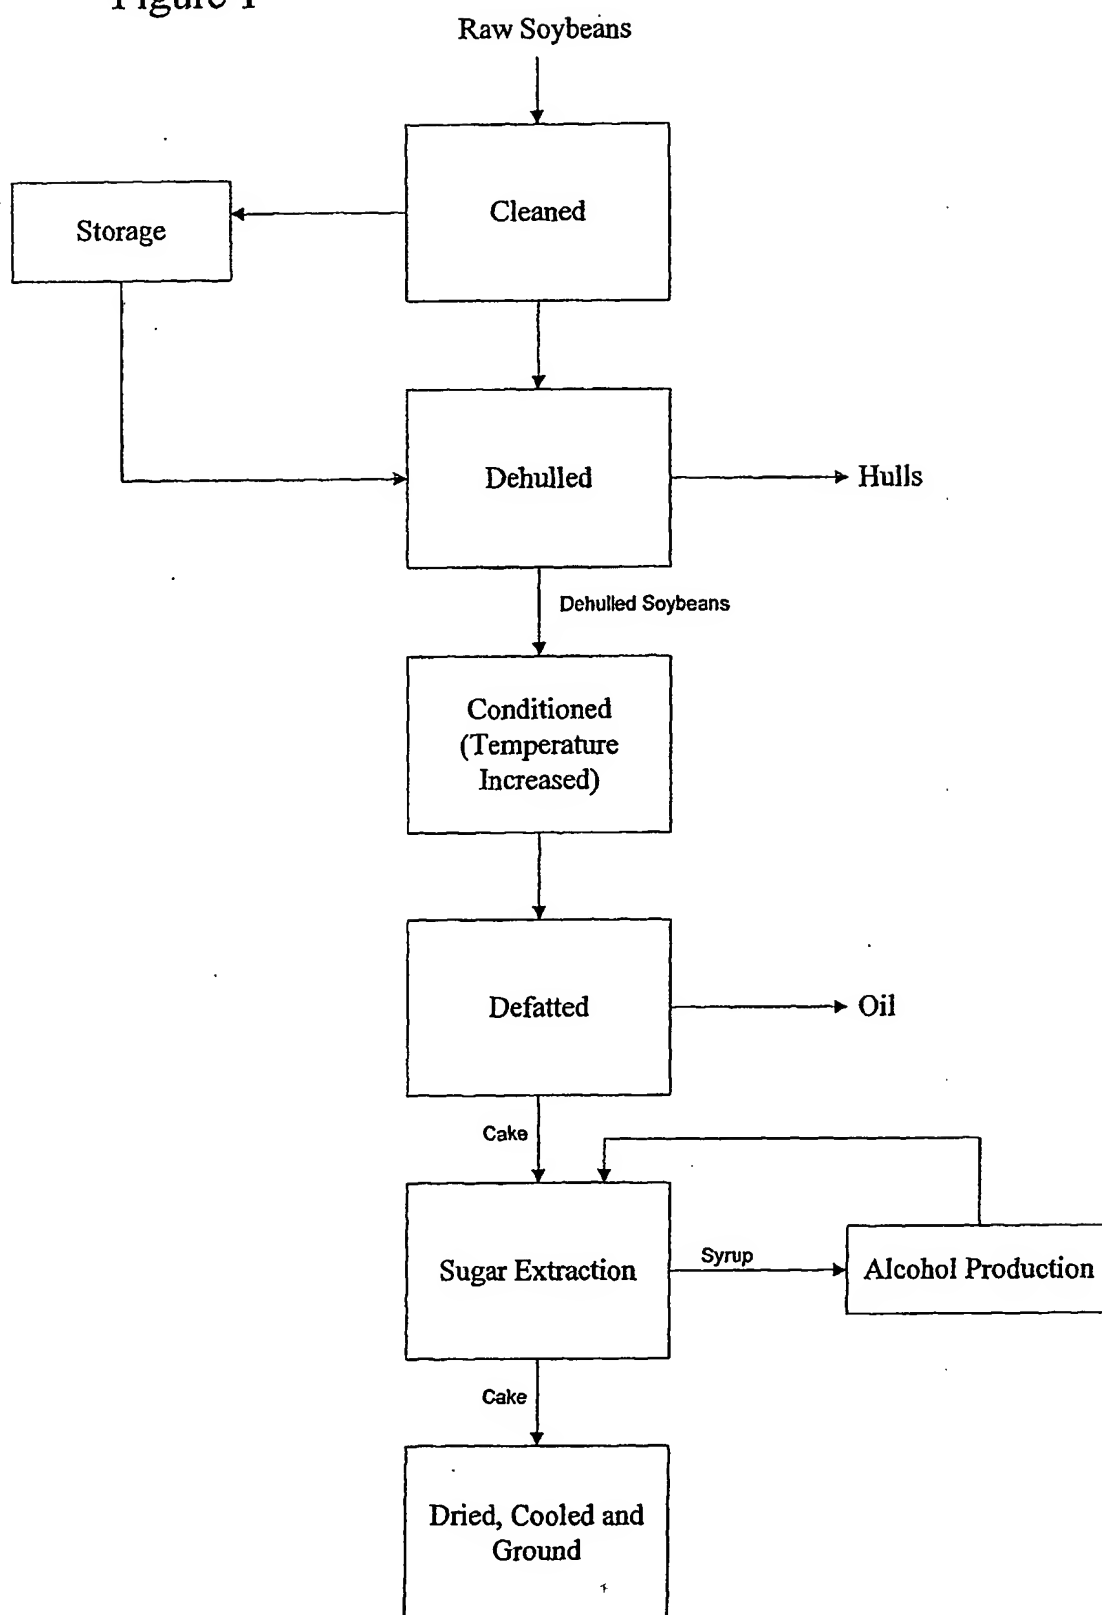 Figure 1
Raw Soybeans
Cleaned
Storage
Dehulled
Hulls
Dehulled Soybeans
Conditioned
(Temperature
Increased)
Defatted
Oil
Cake
Sugar Extraction
Syrup
Alcohol Production
Cake
Dried, Cooled and
Ground